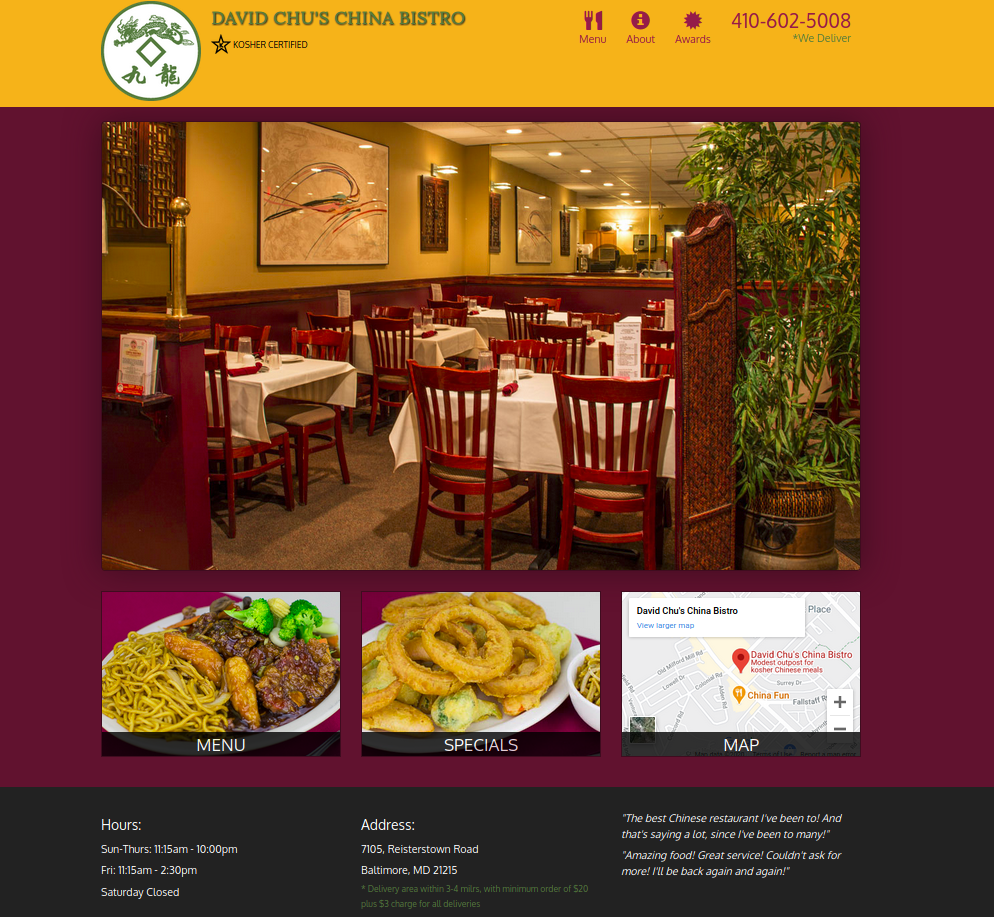 DAVID CHU'S CHINA BISTRO
KOSHER CERTIFIED
九龍
Menu
About
Awards
410-602-5008
*We Deliver
David Chu's China Bistro
View larger map
Place
David Chu's China Bistro
Modest outpost for
kosher Chinese meals
Old Milford Mill Rd
Lowell Dr
Colonial Rd
Alden Rd
Surrey Dr
China Fun
Fallstaff R
MENU
SPECIALS
MAP
Hours:
Sun-Thurs: 11:15am - 10:00pm
Fri: 11:15am - 2:30pm
Saturday Closed
Address:
7105, Reisterstown Road
Baltimore, MD 21215
* Delivery area within 3-4 milrs, with minimum order of $20
plus $3 charge for all deliveries
"The best Chinese restaurant I've been to! And
that's saying a lot, since I've been to many!"
"Amazing food! Great service! Couldn't ask for
more! I'll be back again and again!"